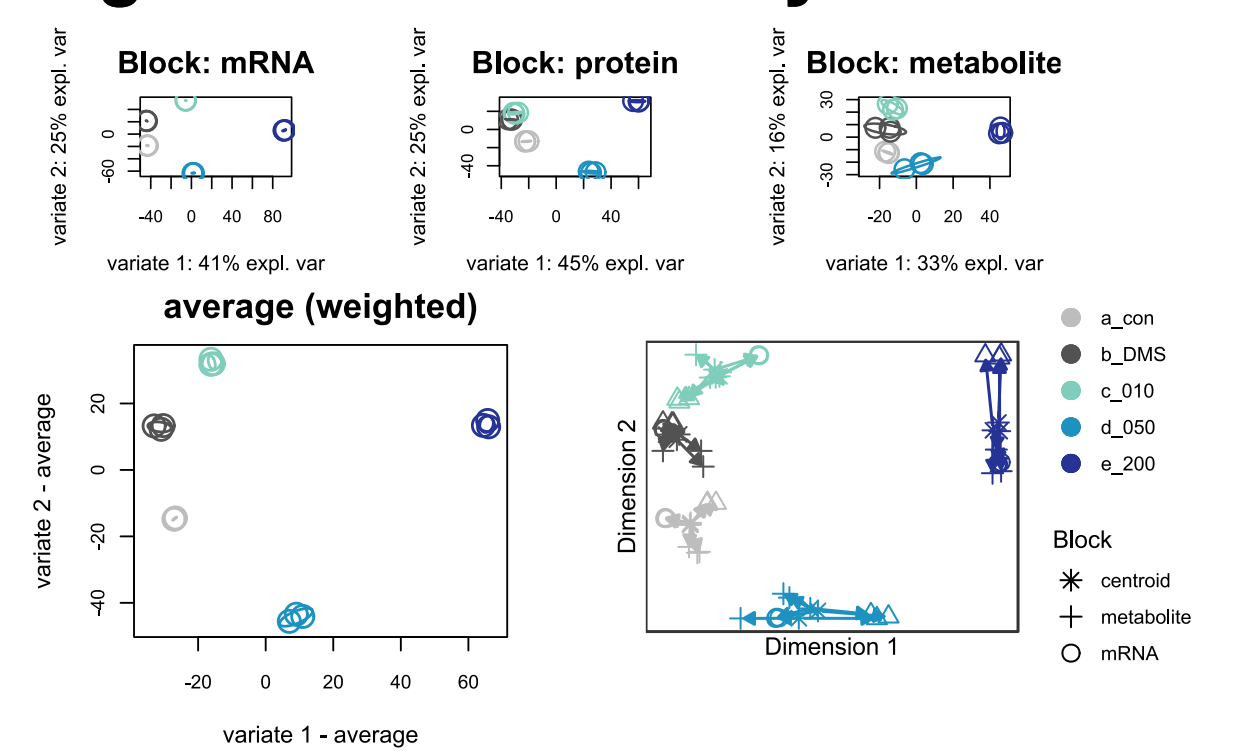 Block: mRNA
variate 2: 25% expl. var
0
-60
-40 0 40 80
variate 1: 41% expl. var
Block: protein
variate 2: 25% expl. var
0
-40
-40 0 40
variate 1: 45% expl. var
Block: metabolite
variate 2: 16% expl. var
30
0
-30
-20 0 20 40
variate 1: 33% expl. var
average (weighted)
variate 2 - average
20
0
-20
-40
-20 0 20 40 60
variate 1 - average
Dimension 2
Dimension 1
a_con
b_DMS
c_010
d_050
e_200
Block
centroid
metabolite
mRNA